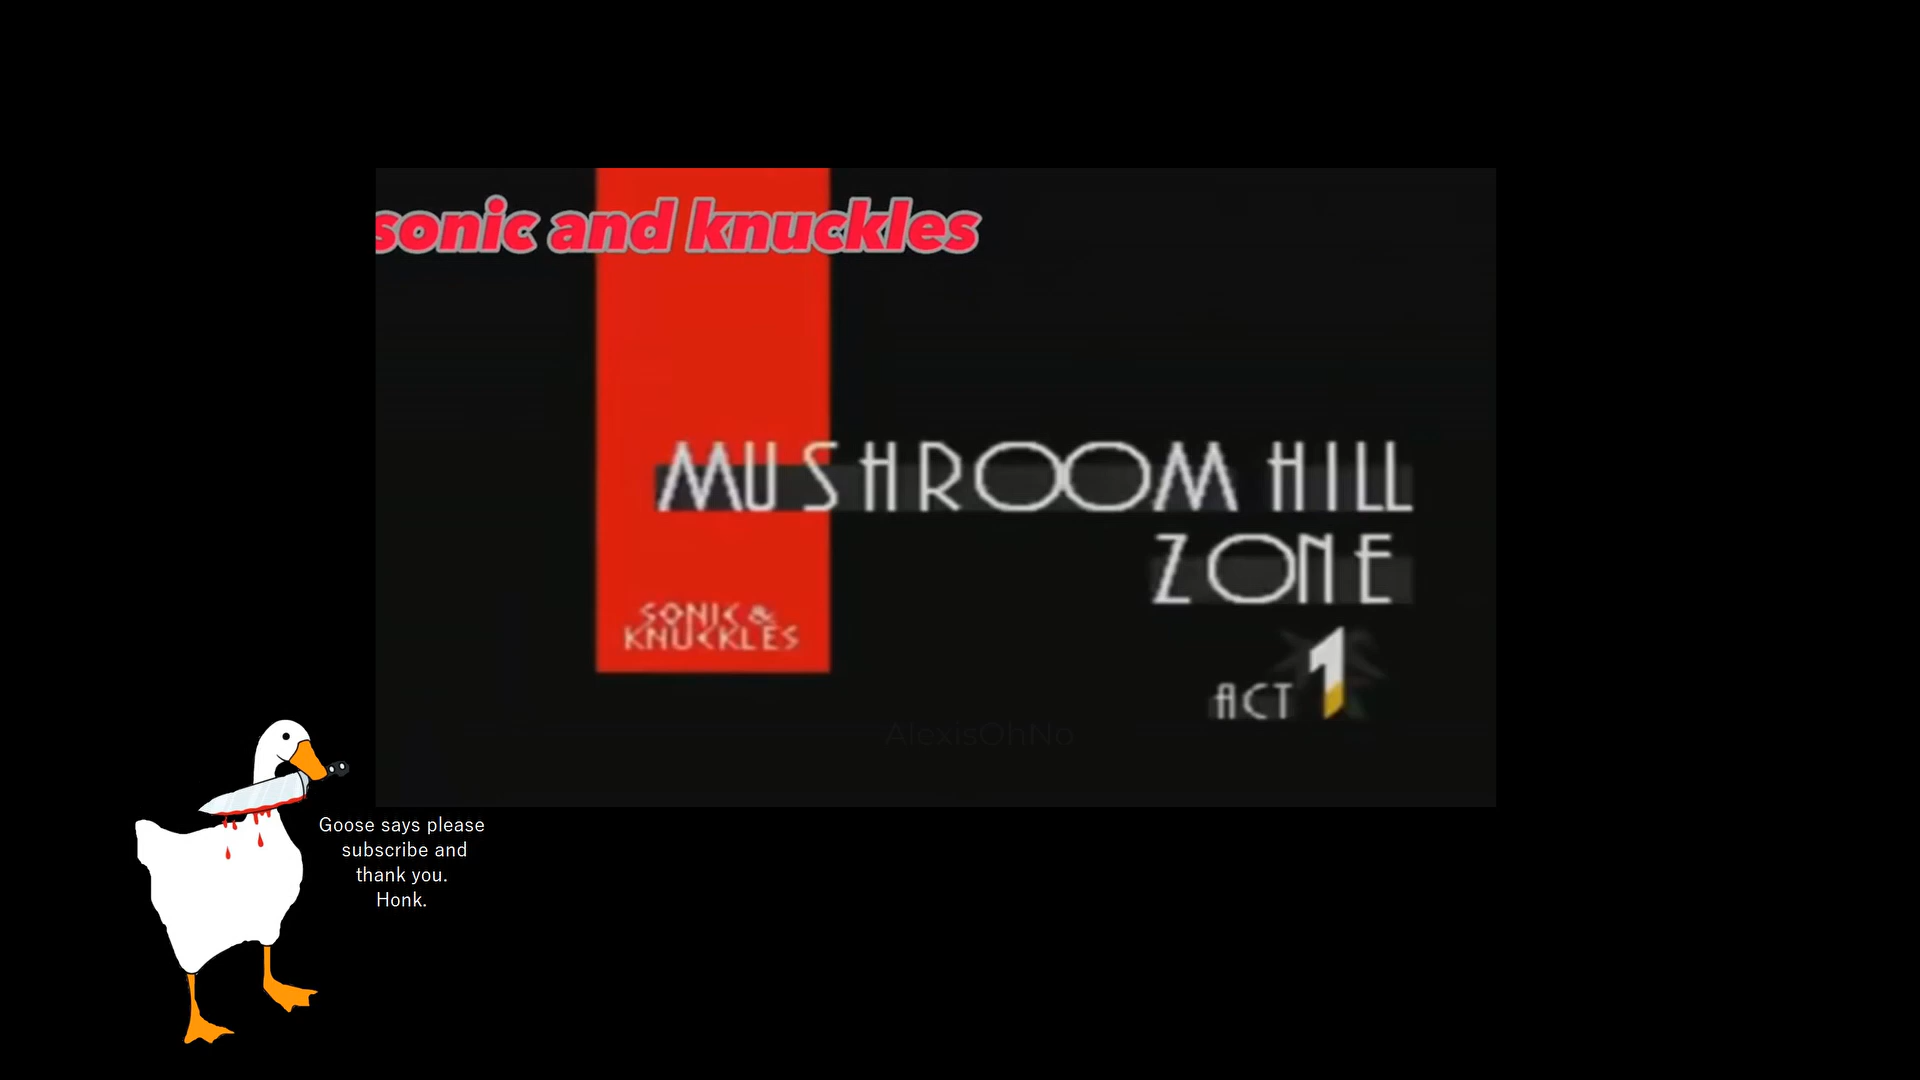 sonic and knuckles
MUSHROOM HILL
ZONE
SONIC &
KNUCKLES
ACT 1
AlexisOhNo
Goose says please
subscribe and
thank you.
Honk.